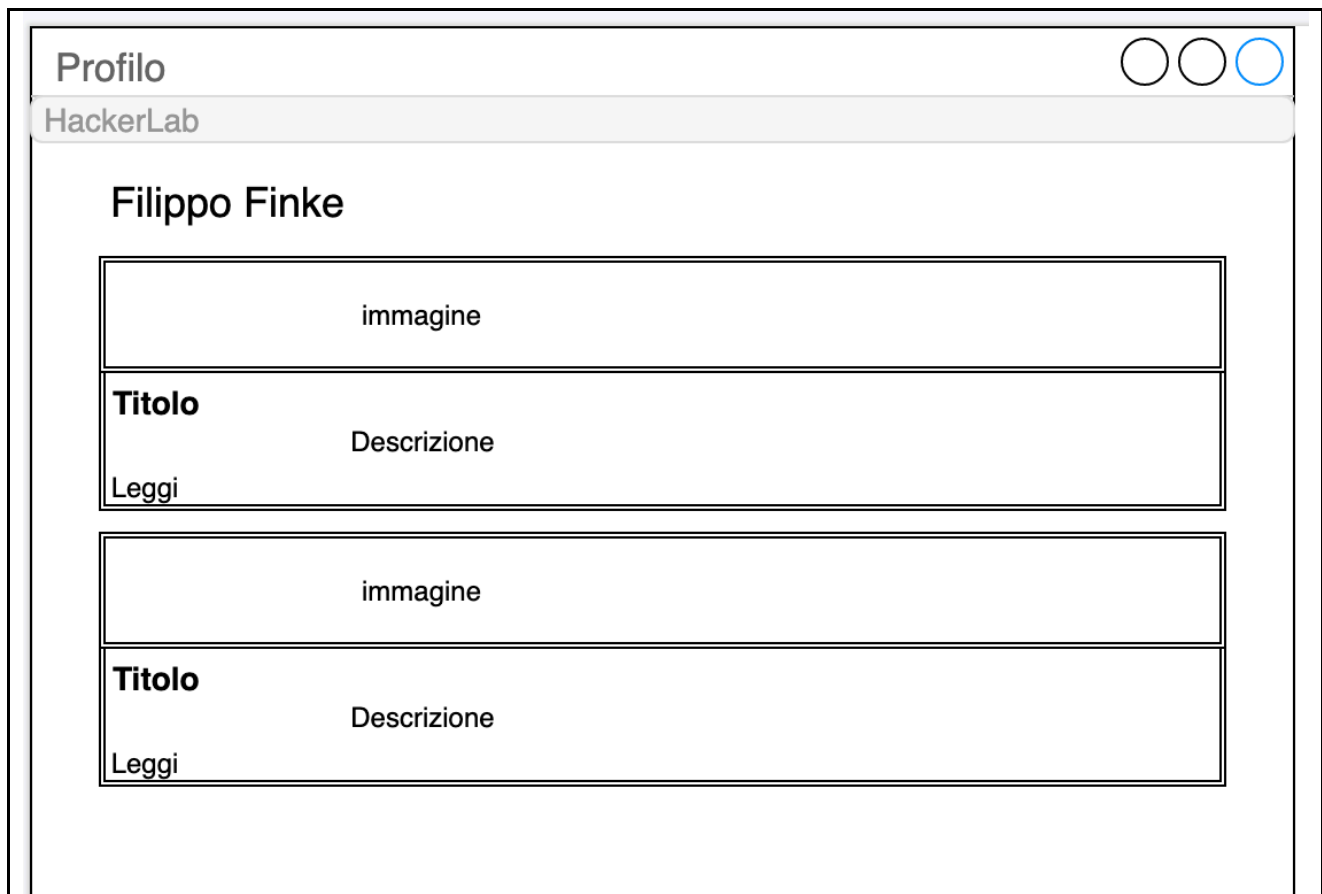 Profilo
HackerLab
Filippo Finke
immagine
Titolo
Descrizione
Leggi
immagine
Titolo
Descrizione
Leggi